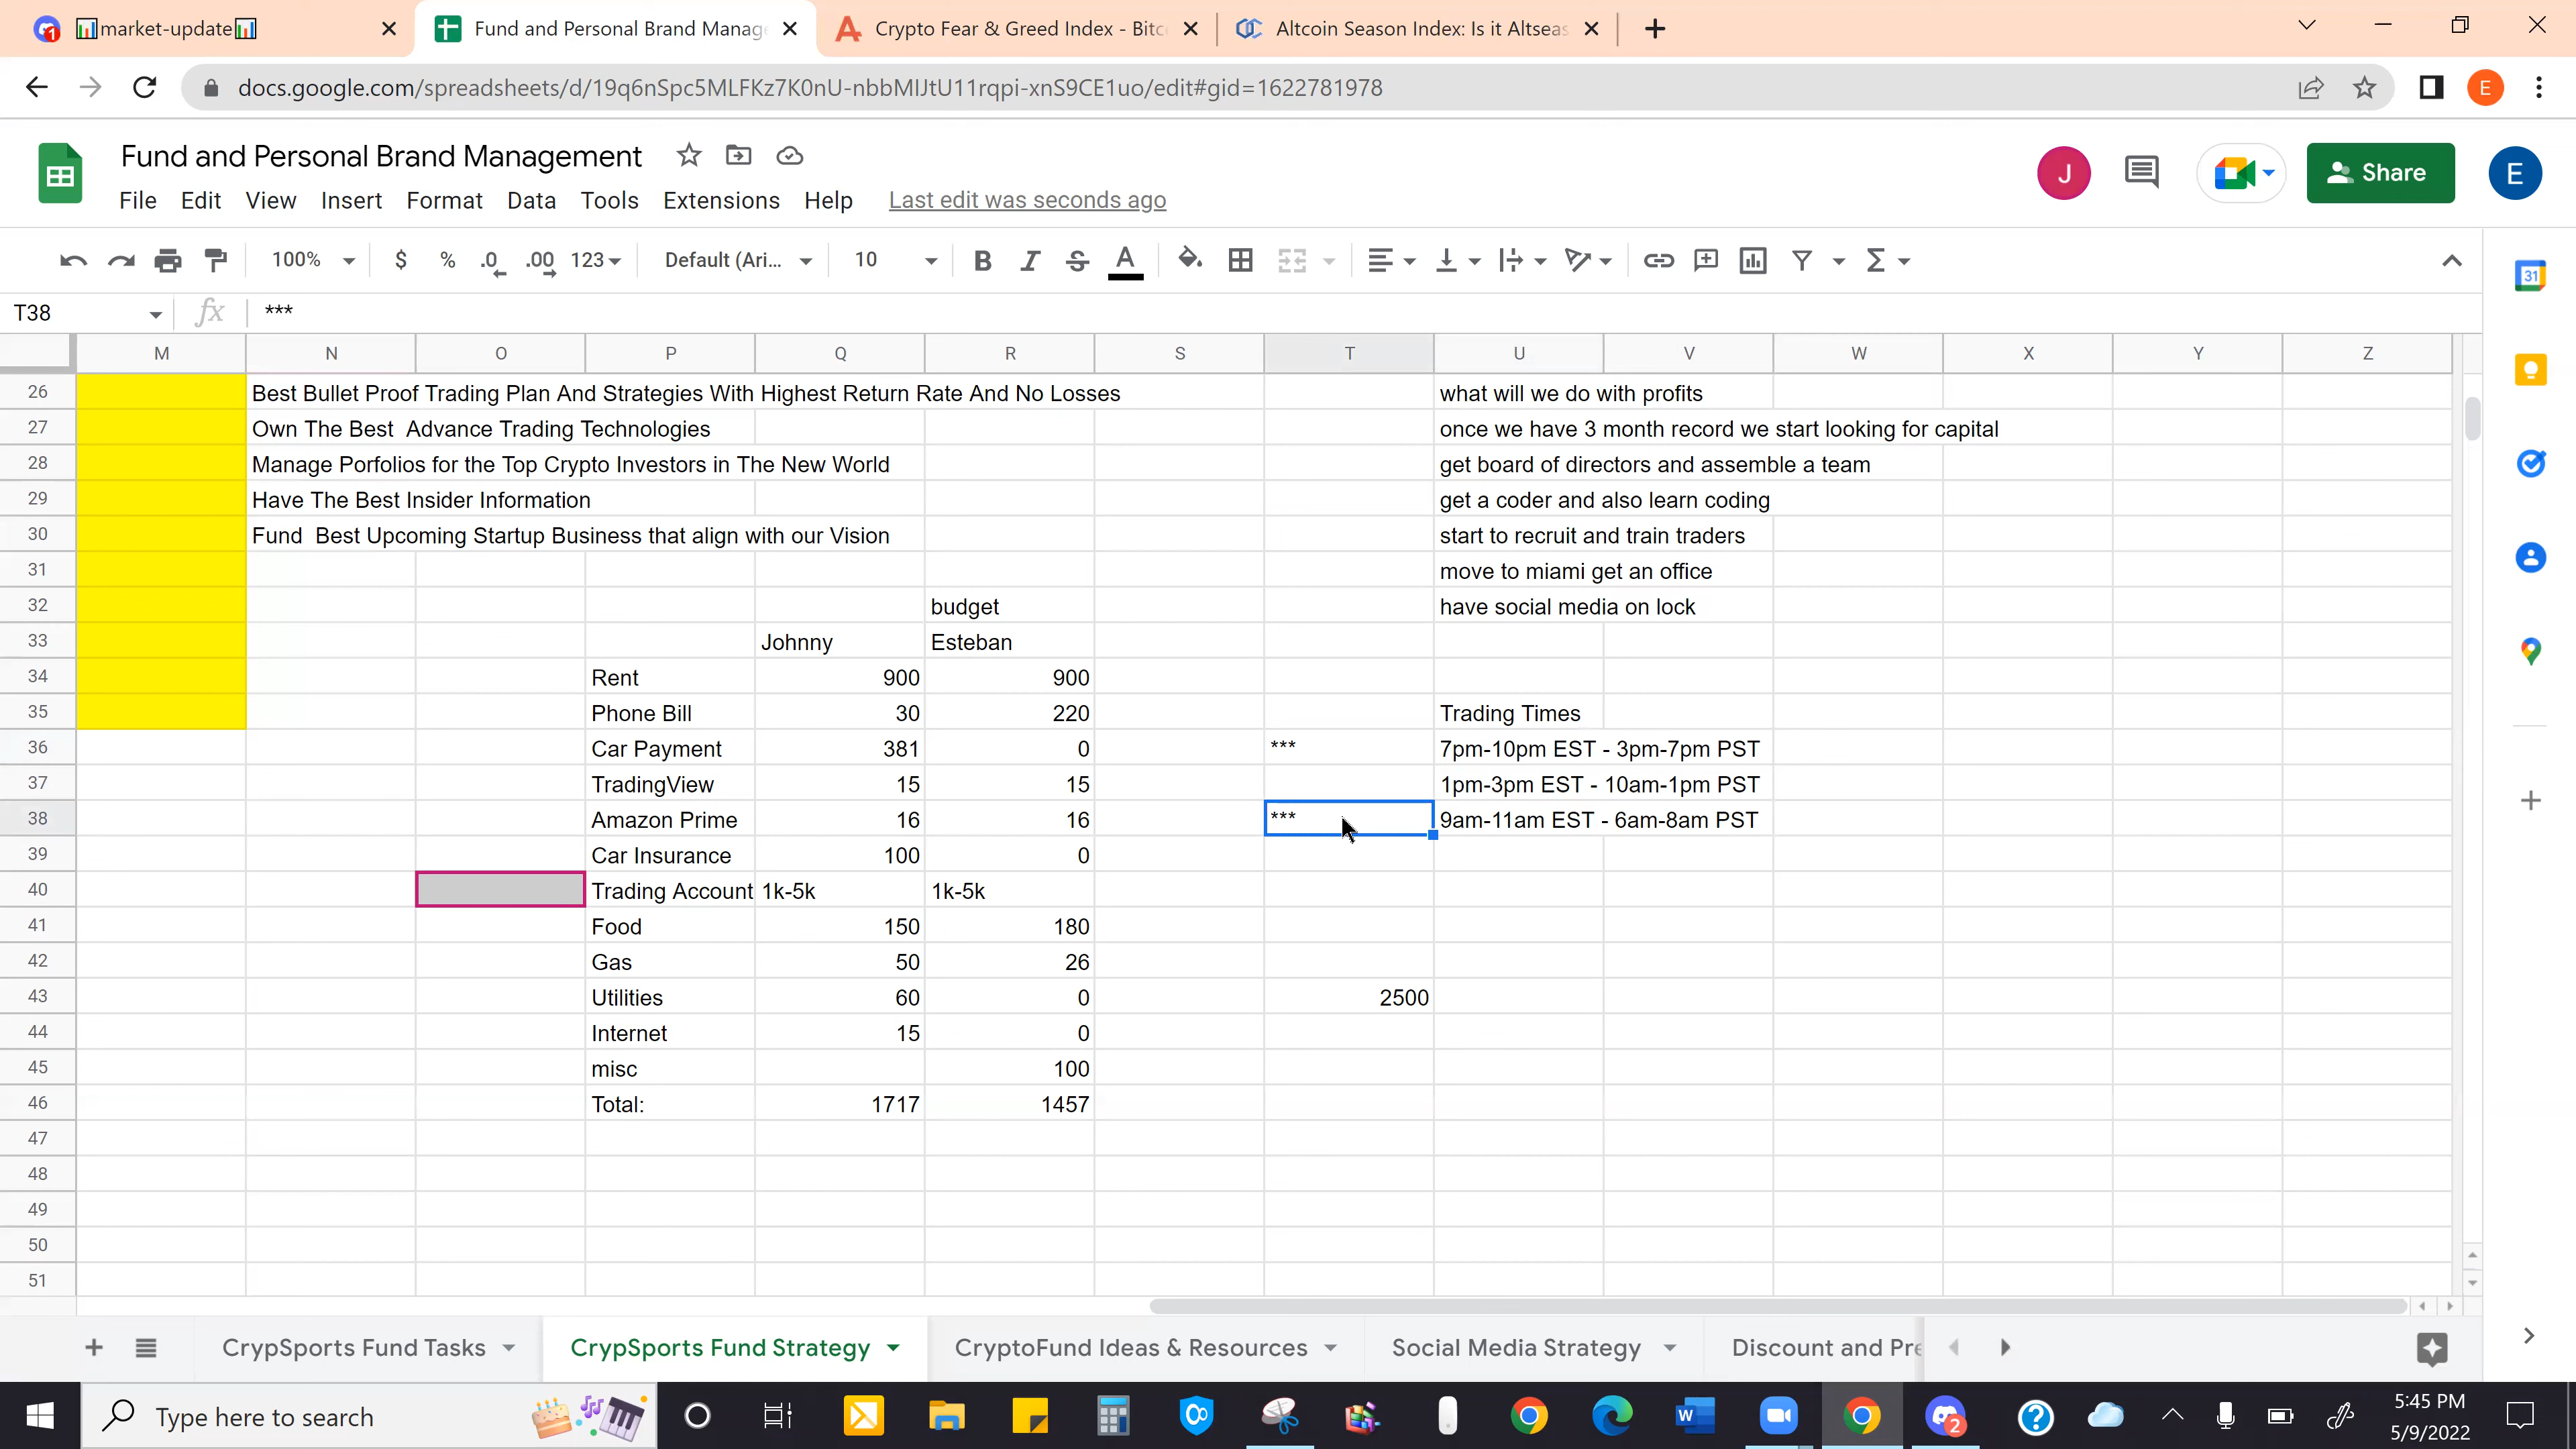 📊market-update📊
Fund and Personal Brand Manag
Crypto Fear & Greed Index - Bitc
Altcoin Season Index: Is it Altseas
docs.google.com/spreadsheets/d/19q6nSpc5MLFKz7K0nU-nbbMIJtU11rqpi-xnS9CE1uo/edit#gid=1622781978
E
Fund and Personal Brand Management
File Edit View Insert Format Data Tools Extensions Help Last edit was seconds ago
J Share E
100% $ % .0 .00 123 Default (Ari... 10 B I S A
31
T38 fx ***
M N O P Q R S T U V W X Y Z
26 Best Bullet Proof Trading Plan And Strategies With Highest Return Rate And No Losses what will we do with profits
27 Own The Best  Advance Trading Technologies once we have 3 month record we start looking for capital
28 Manage Porfolios for the Top Crypto Investors in The New World get board of directors and assemble a team
29 Have The Best Insider Information get a coder and also learn coding
30 Fund  Best Upcoming Startup Business that align with our Vision start to recruit and train traders
31 move to miami get an office
32 budget have social media on lock
33 Johnny Esteban
34 Rent 900 900
35 Phone Bill 30 220 Trading Times
36 Car Payment 381 0 *** 7pm-10pm EST - 3pm-7pm PST
37 TradingView 15 15 1pm-3pm EST - 10am-1pm PST
38 Amazon Prime 16 16 *** 9am-11am EST - 6am-8am PST
39 Car Insurance 100 0
40 Trading Account 1k-5k 1k-5k
41 Food 150 180
42 Gas 50 26
43 Utilities 60 0 2500
44 Internet 15 0
45 misc 100
46 Total: 1717 1457
47
48
49
50
51
CrypSports Fund Tasks CrypSports Fund Strategy CryptoFund Ideas & Resources Social Media Strategy Discount and Pre
Type here to search
5:45 PM
5/9/2022